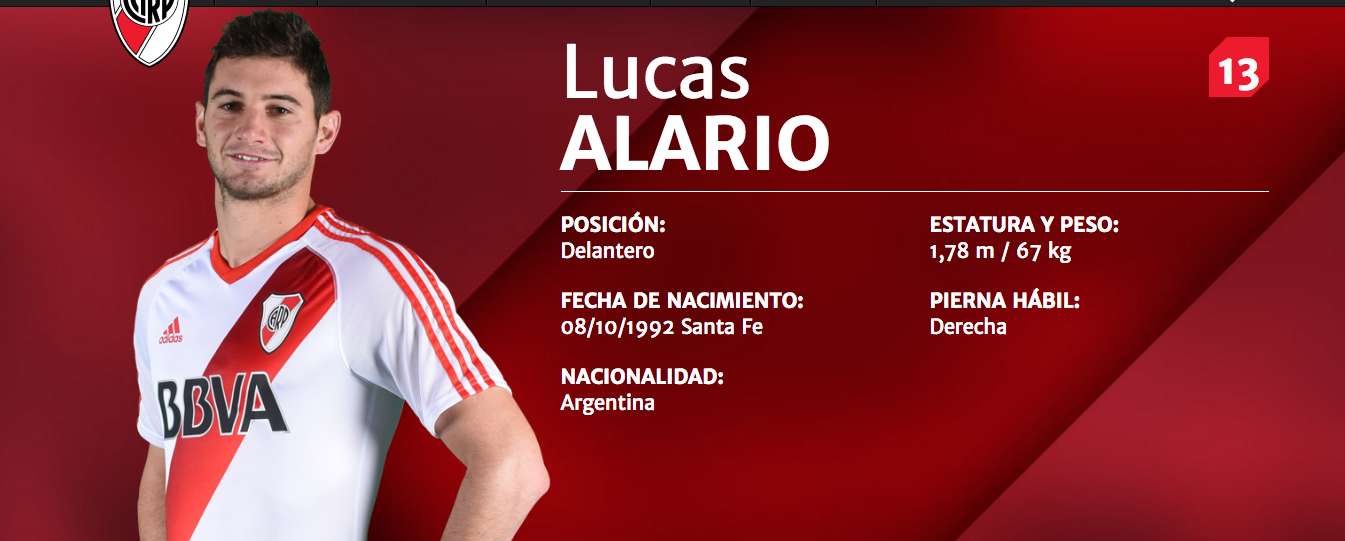 CARP
Lucas
ALARIO
13
POSICIÓN:
Delantero
ESTATURA Y PESO:
1,78 m / 67 kg
FECHA DE NACIMIENTO:
08/10/1992 Santa Fe
PIERNA HÁBIL:
Derecha
NACIONALIDAD:
Argentina
CARP
adidas
BBVA